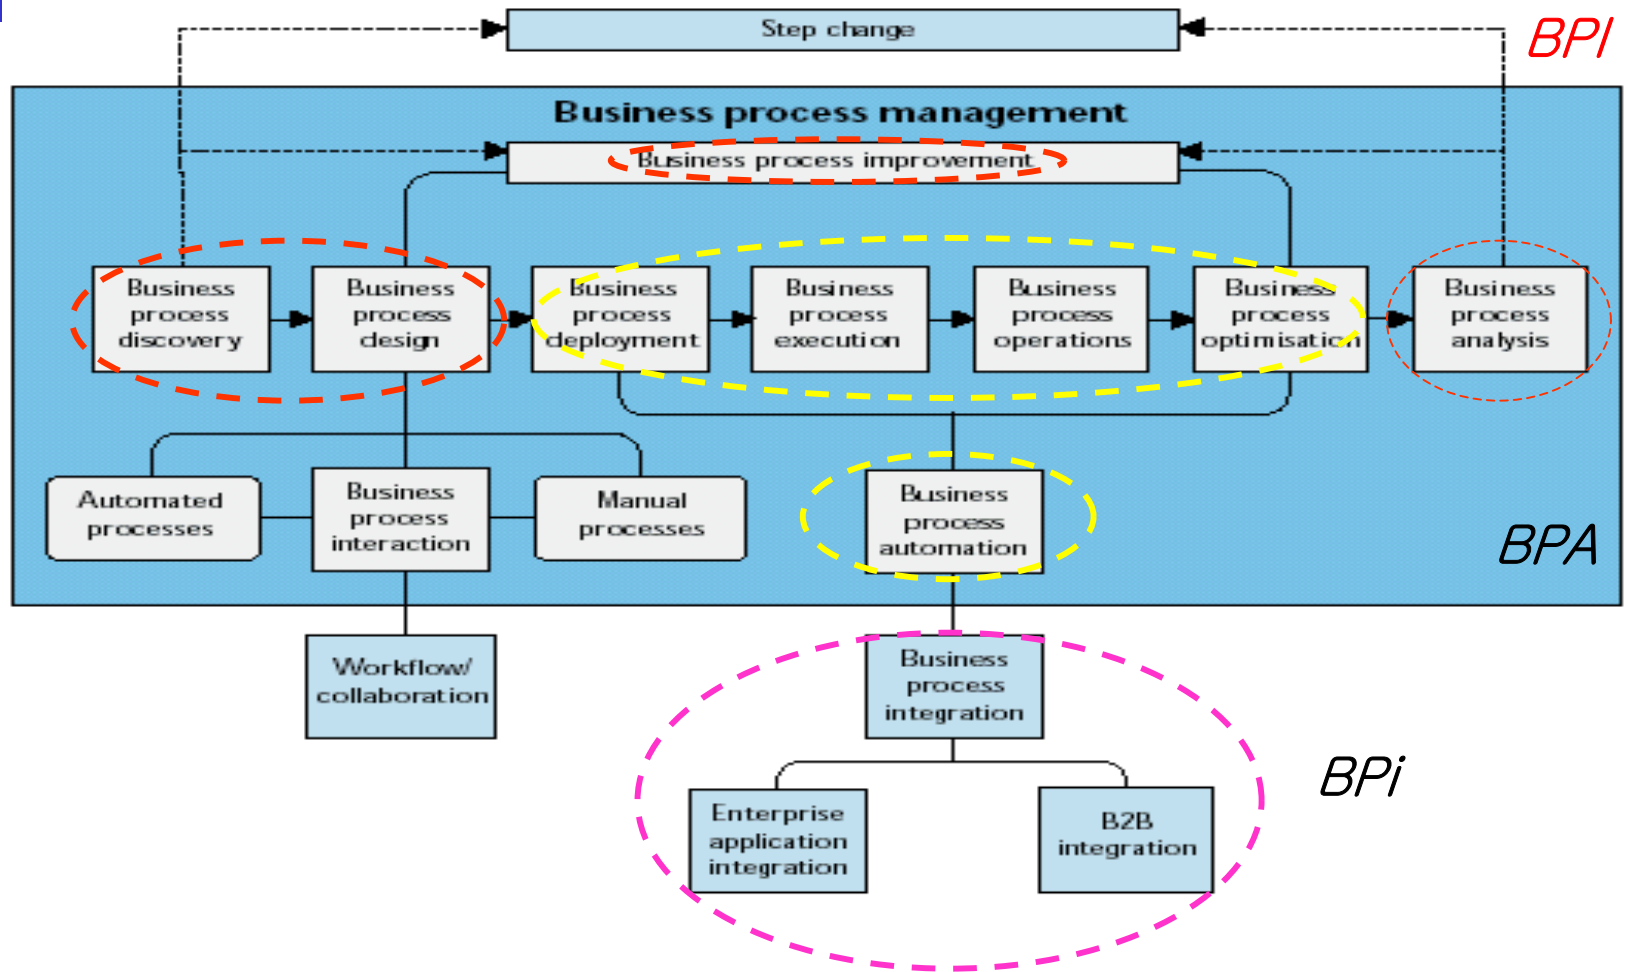 Step change
BPI
Business process management
Business process improvement
Business
process
discovery
Business
process
design
Business
process
deployment
Business
process
execution
Business
process
operations
Business
process
optimisation
Business
process
analysis
Automated
processes
Business
process
interaction
Manual
processes
Business
process
automation
BPA
Workflow/
collaboration
Business
process
integration
BPi
Enterprise
application
integration
B2B
integration